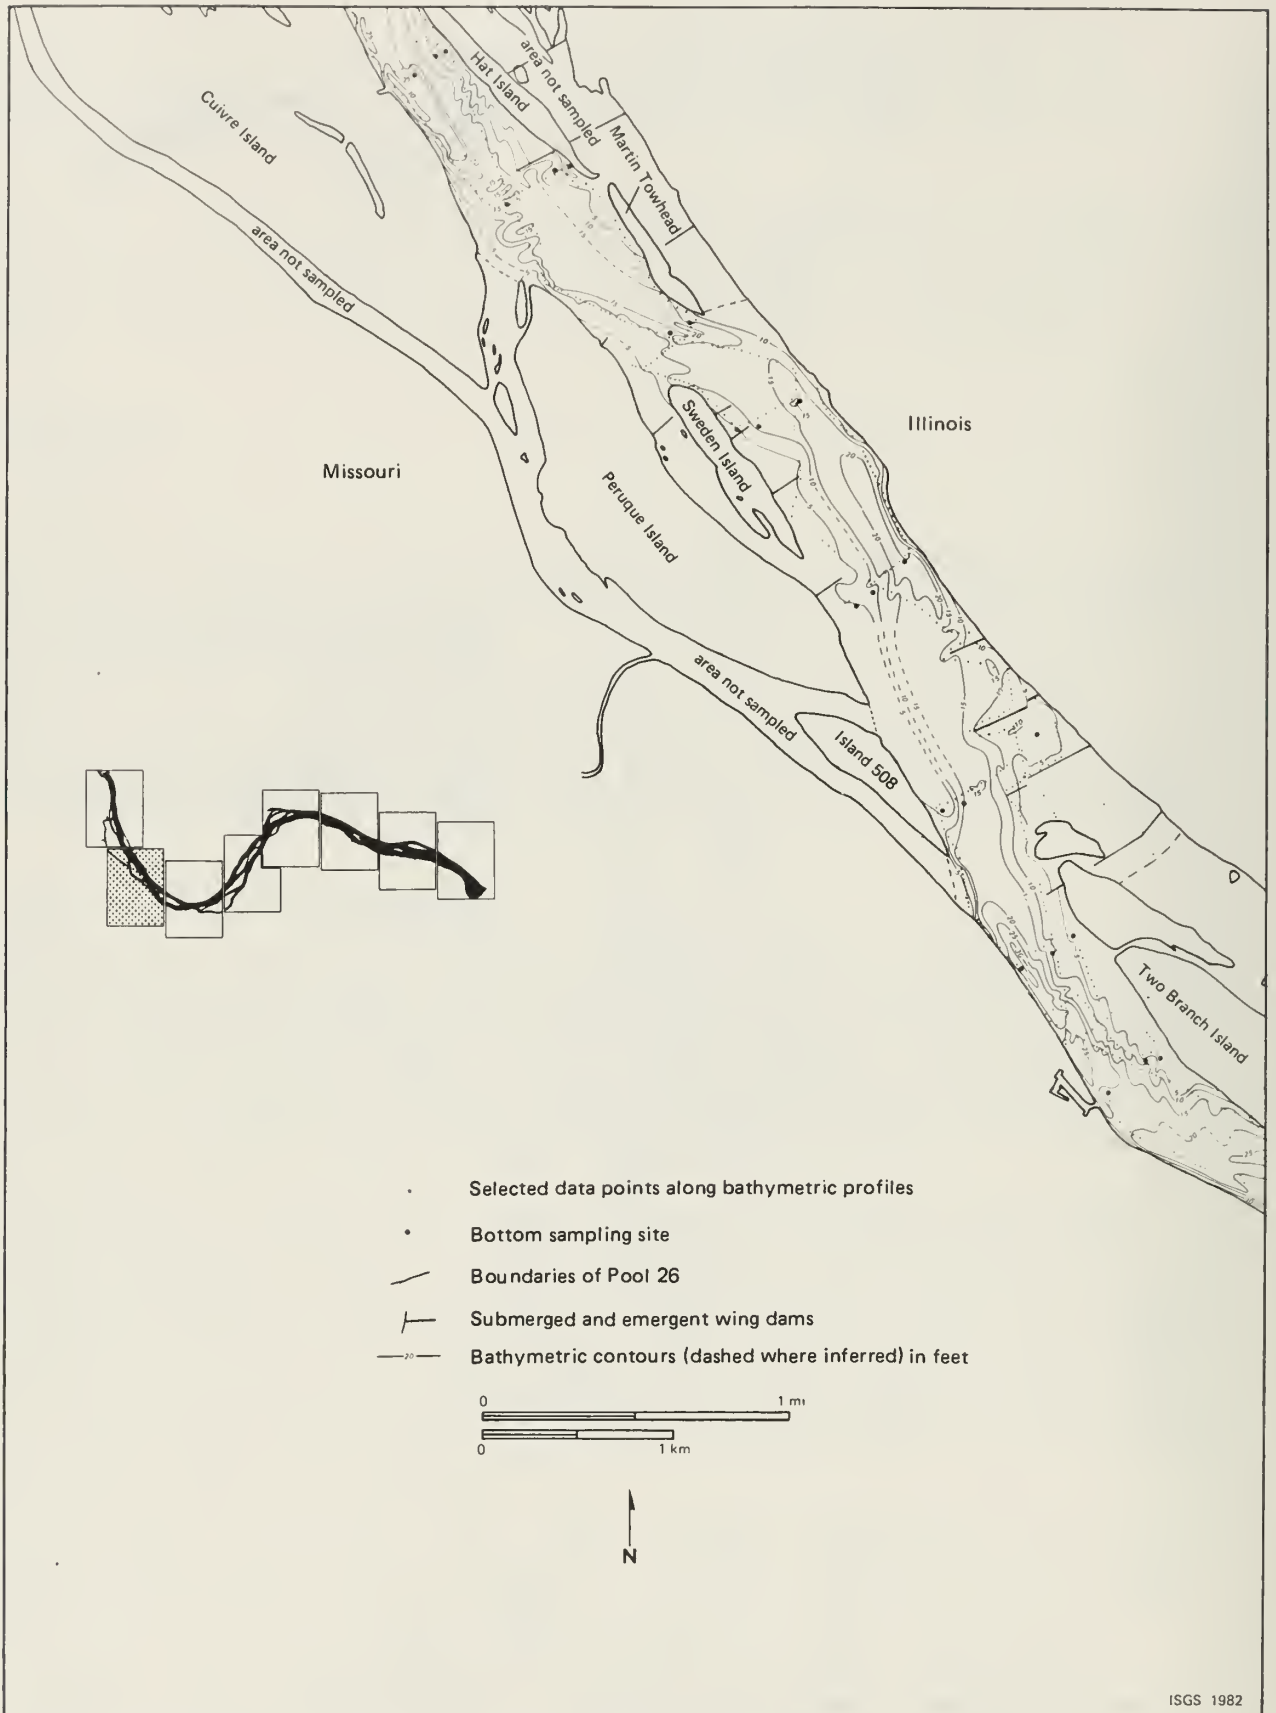 Cuivre Island
Hat Island
area not sampled
Martin Towhead
area not sampled
Illinois
Missouri
Sweden Island
Peruque Island
area not sampled
Island 508
Two Branch Island
Selected data points along bathymetric profiles
Bottom sampling site
Boundaries of Pool 26
Submerged and emergent wing dams
20
Bathymetric contours (dashed where inferred) in feet
0 1 mi
0 1 km
N
ISGS 1982